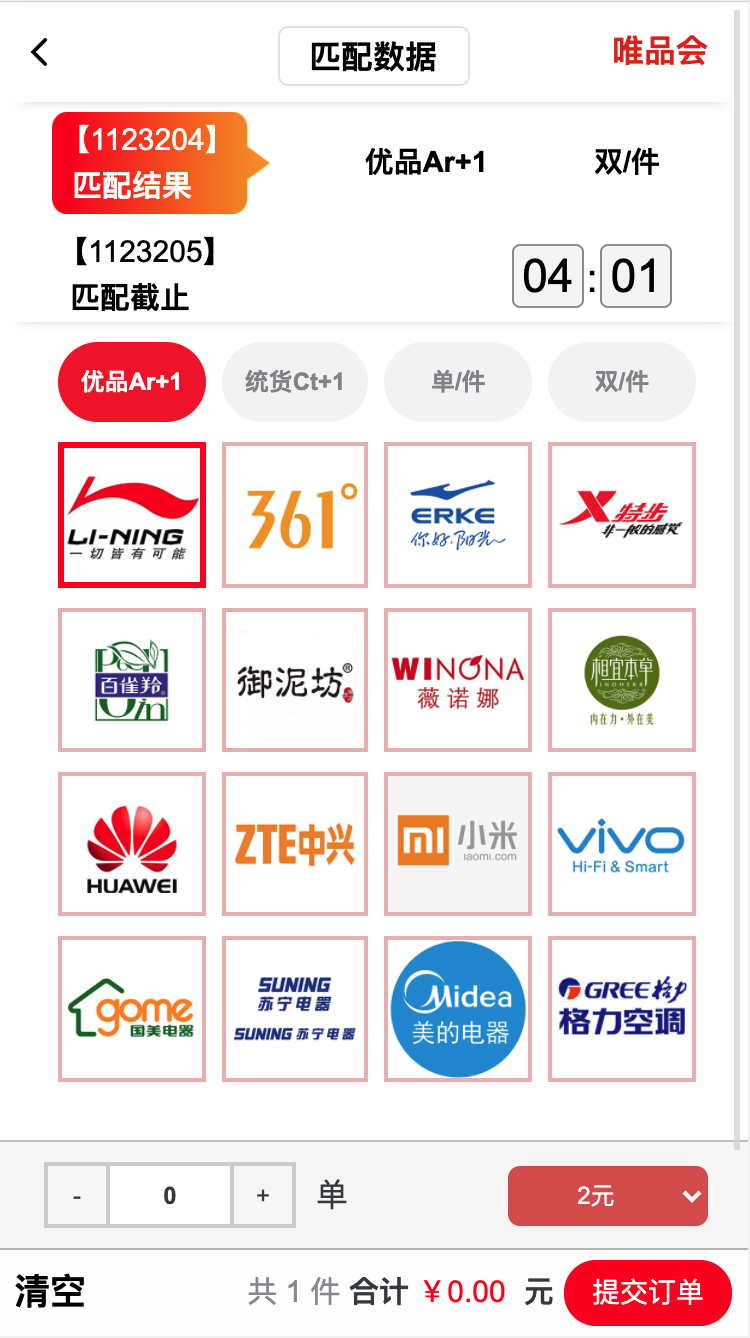 匹配数据
唯品会
【1123204】
匹配结果
优品Ar+1
双/件
【1123205】
匹配截止
04:01
优品Ar+1
统货Ct+1
单/件
双/件
LI-NING
一切皆有可能
361°
ERKE
你好.阳光
X特步
非一般的感觉
百雀羚
御泥坊®
WINONA
薇诺娜
相宜本草
INOHERB
内在力·外在美
HUAWEI
ZTE中兴
mi 小米
iaomi.com
vivo
Hi-Fi & Smart
gome
国美电器
SUNING
苏宁电器
SUNING 苏宁电器
Midea
美的电器
GREE格力
格力空调
- 0 + 单
2元
清空
共 1 件 合计 ￥0.00 元
提交订单